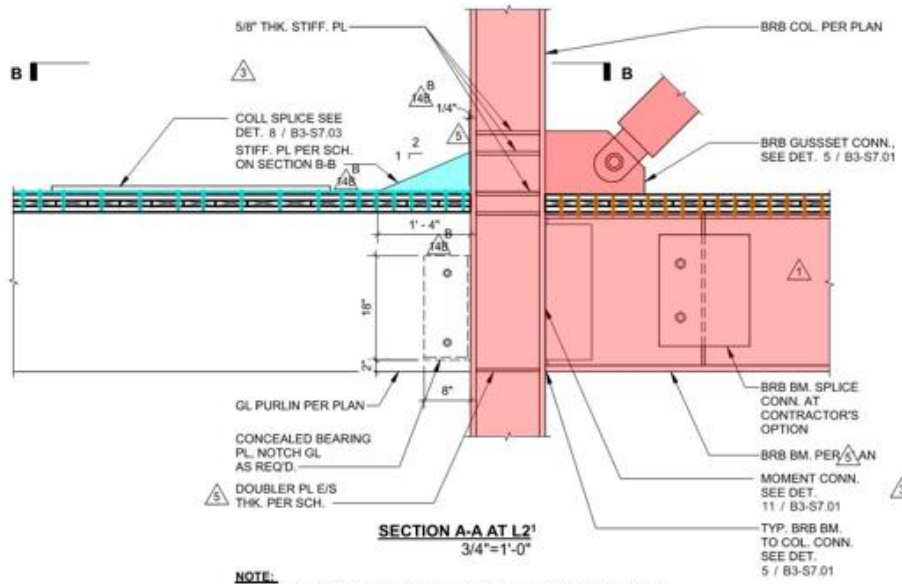 5/8" THK. STIFF. PL
BRB COL. PER PLAN
B
B
3
B
14B
1/4"
COLL SPLICE SEE
DET. 8 / B3-S7.03
STIFF. PL PER SCH.
ON SECTION B-B
2
1
5
B
14B
BRB GUSSSET CONN.,
SEE DET. 5 / B3-S7.01
1' - 4"
B
14B
1
18"
2"
8"
GL PURLIN PER PLAN
CONCEALED BEARING
PL, NOTCH GL
AS REQ'D.
5
DOUBLER PL E/S
THK. PER SCH.
BRB BM. SPLICE
CONN. AT
CONTRACTOR'S
OPTION
BRB BM. PER
5
MOMENT CONN.
SEE DET.
11 / B3-S7.01
TYP. BRB BM.
TO COL. CONN.
SEE DET.
5 / B3-S7.01
SECTION A-A AT L2¹
3/4"=1'-0"
NOTE: